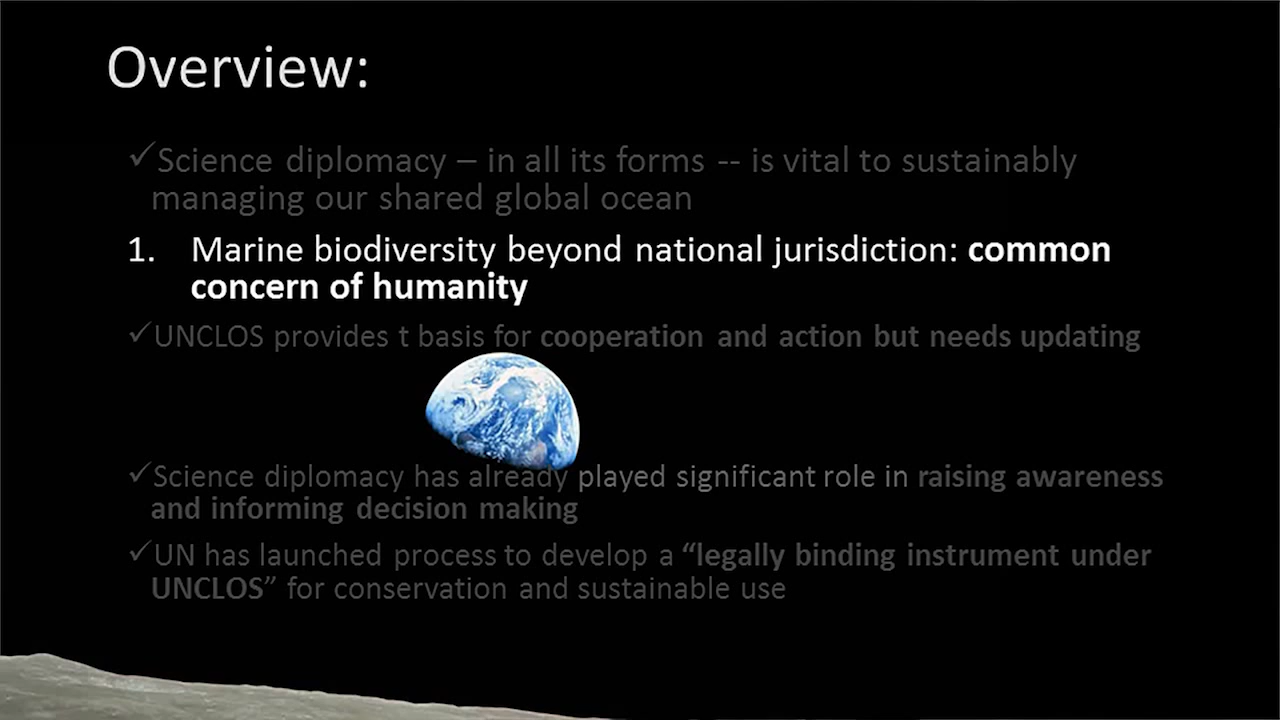 Overview:
✓Science diplomacy – in all its forms -- is vital to sustainably
managing our shared global ocean
1. Marine biodiversity beyond national jurisdiction: common
concern of humanity
✓UNCLOS provides t basis for cooperation and action but needs updating
✓Science diplomacy has already played significant role in raising awareness
and informing decision making
✓UN has launched process to develop a “legally binding instrument under
UNCLOS” for conservation and sustainable use